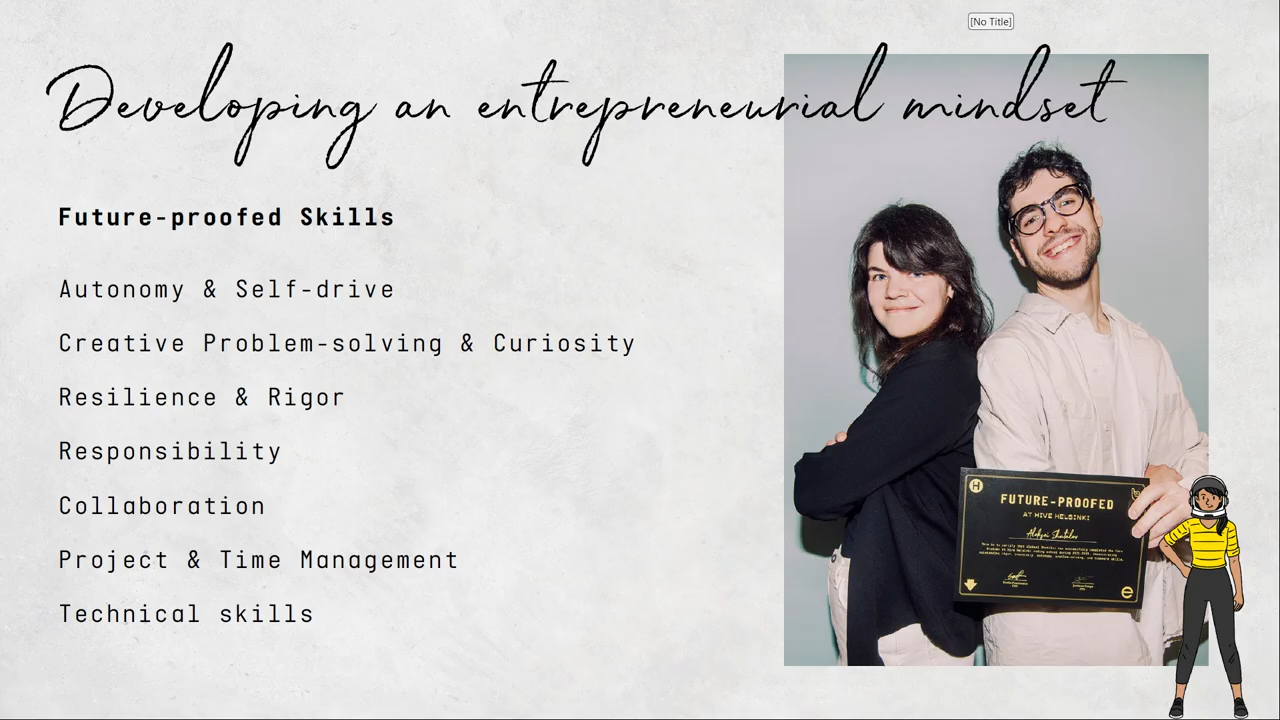 [No Title]
Developing an entrepreneurial mindset
Future-proofed Skills
Autonomy & Self-drive
Creative Problem-solving & Curiosity
Resilience & Rigor
Responsibility
Collaboration
Project & Time Management
Technical skills
H
FUTURE-PROOFED
AT HIVE HELSINKI